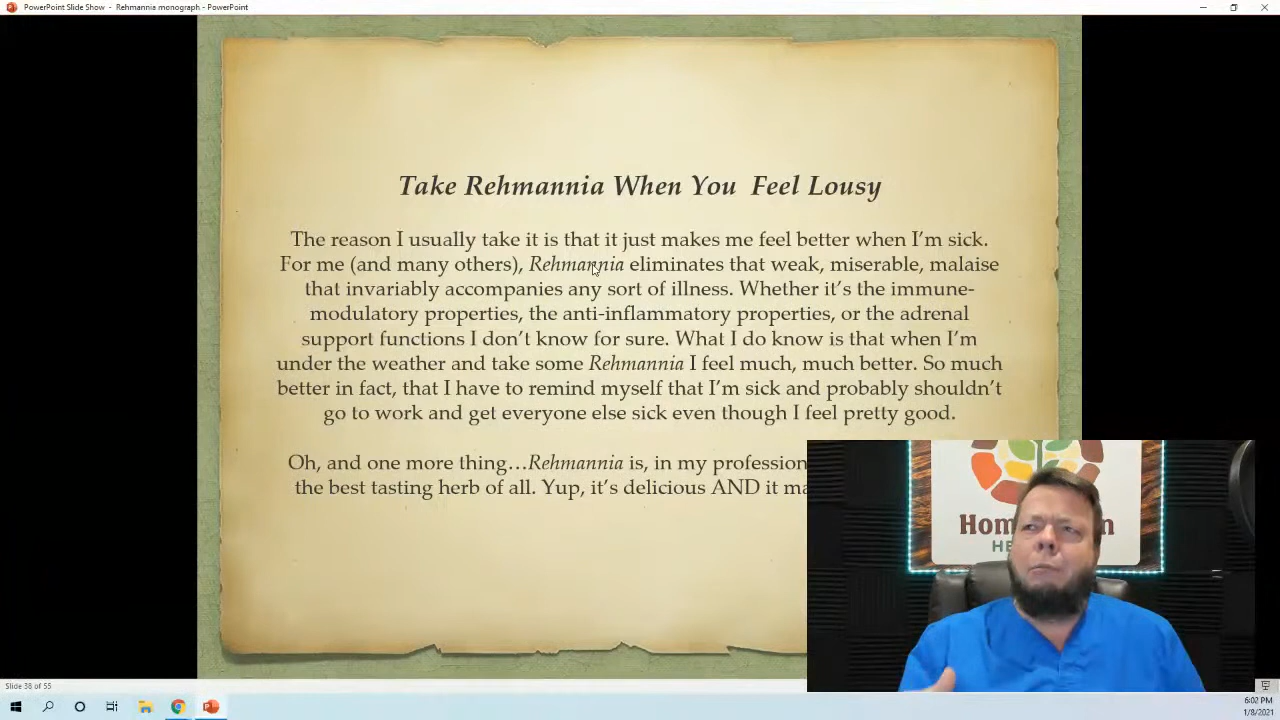 PowerPoint Slide Show - Rehmannia monograph - PowerPoint
Take Rehmannia When You Feel Lousy
The reason I usually take it is that it just makes me feel better when I'm sick.
For me (and many others), Rehmannia eliminates that weak, miserable, malaise
that invariably accompanies any sort of illness. Whether it's the immune-
modulatory properties, the anti-inflammatory properties, or the adrenal
support functions I don't know for sure. What I do know is that when I'm
under the weather and take some Rehmannia I feel much, much better. So much
better in fact, that I have to remind myself that I'm sick and probably shouldn't
go to work and get everyone else sick even though I feel pretty good.
Oh, and one more thing…Rehmannia is, in my profession
the best tasting herb of all. Yup, it's delicious AND it ma
Slide 38 of 55
6:02 PM
1/8/2021